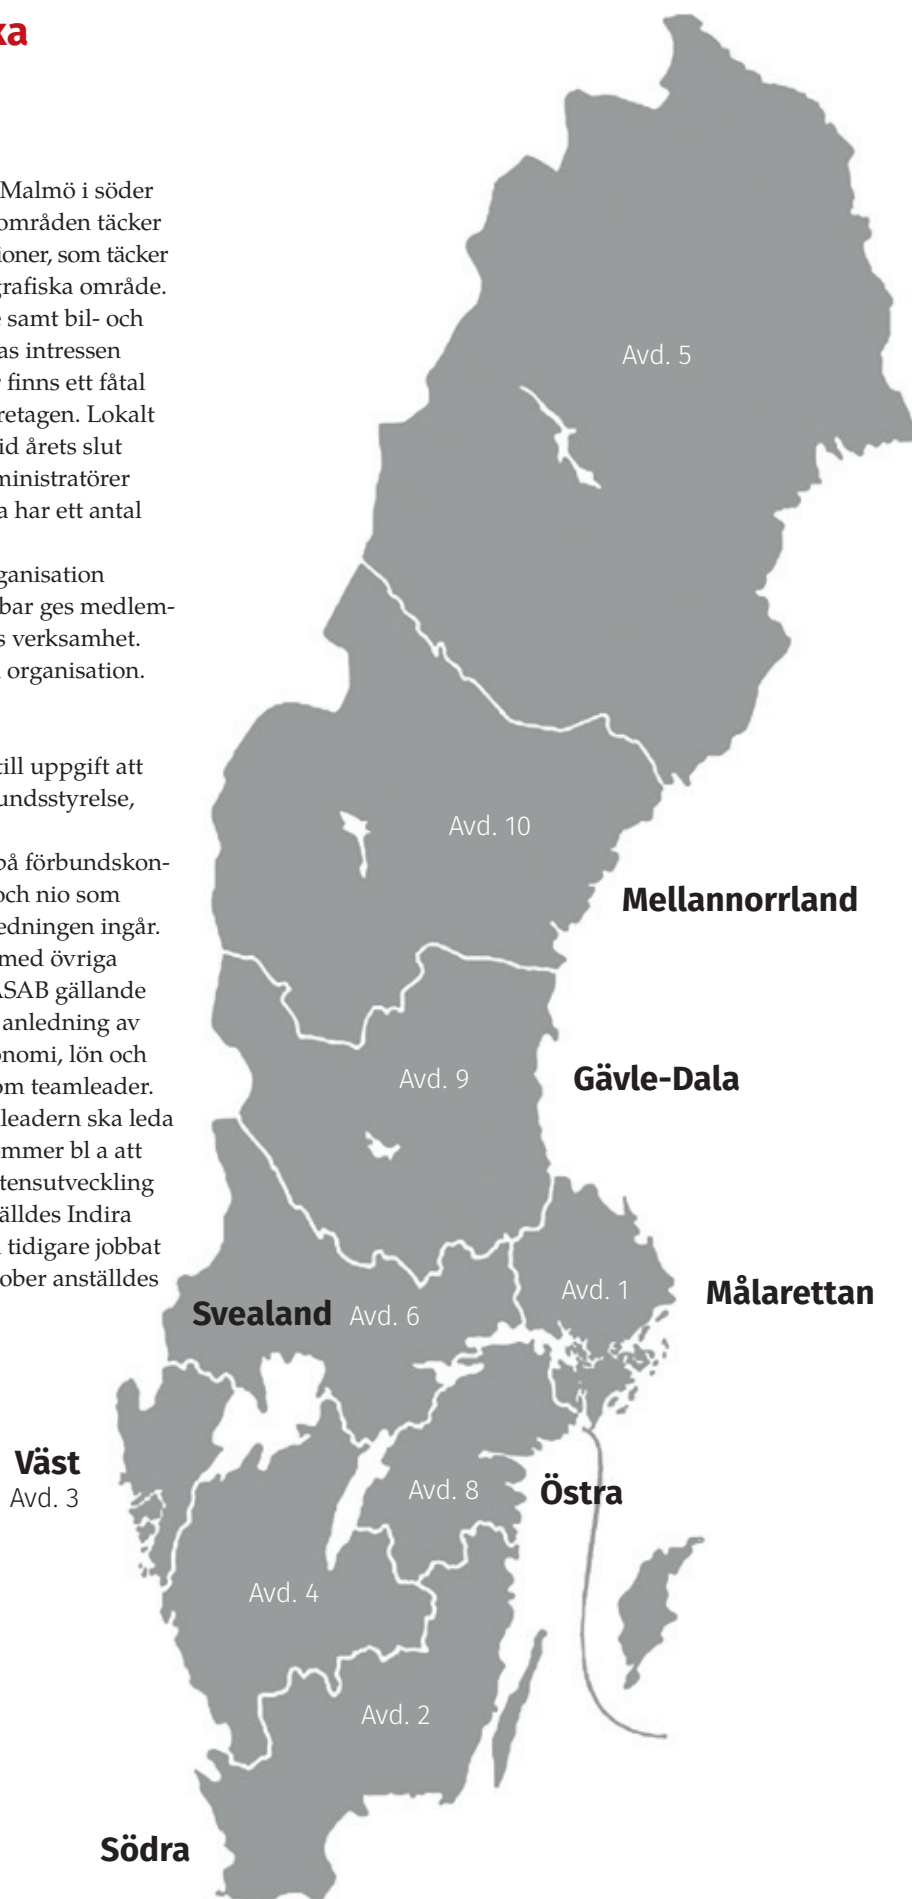 ka
Malmö i söder
områden täcker
ioner, som täcker
grafiska område.
e samt bil- och
as intressen
r finns ett fåtal
retagen. Lokalt
id årets slut
ministratörer
a har ett antal
ganisation
bar ges medlem-
s verksamhet.
organisation.
till uppgift att
undsstyrelse,
på förbundskon-
och nio som
edningen ingår.
med övriga
ASAB gällande
anledning av
onomi, lön och
om teamleader.
leadern ska leda
ommer bl a att
tensutveckling
älldes Indira
tidigare jobbat
ober anställdes
Avd. 5
Avd. 10
Mellannorrland
Avd. 9
Gävle-Dala
Avd. 1
Målarettan
Svealand Avd. 6
Väst
Avd. 3
Avd. 8
Östra
Avd. 4
Avd. 2
Södra